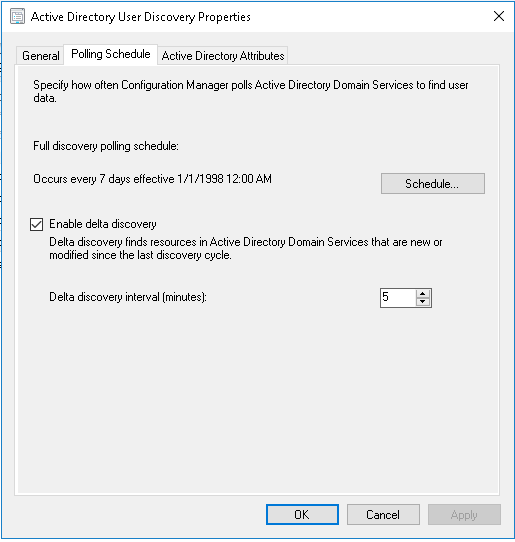 Active Directory User Discovery Properties
General
Polling Schedule
Active Directory Attributes
Specify how often Configuration Manager polls Active Directory Domain Services to find user
data.
Full discovery polling schedule:
Occurs every 7 days effective 1/1/1998 12:00 AM
Schedule...
Enable delta discovery
Delta discovery finds resources in Active Directory Domain Services that are new or
modified since the last discovery cycle.
Delta discovery interval (minutes):
5
OK
Cancel
Apply